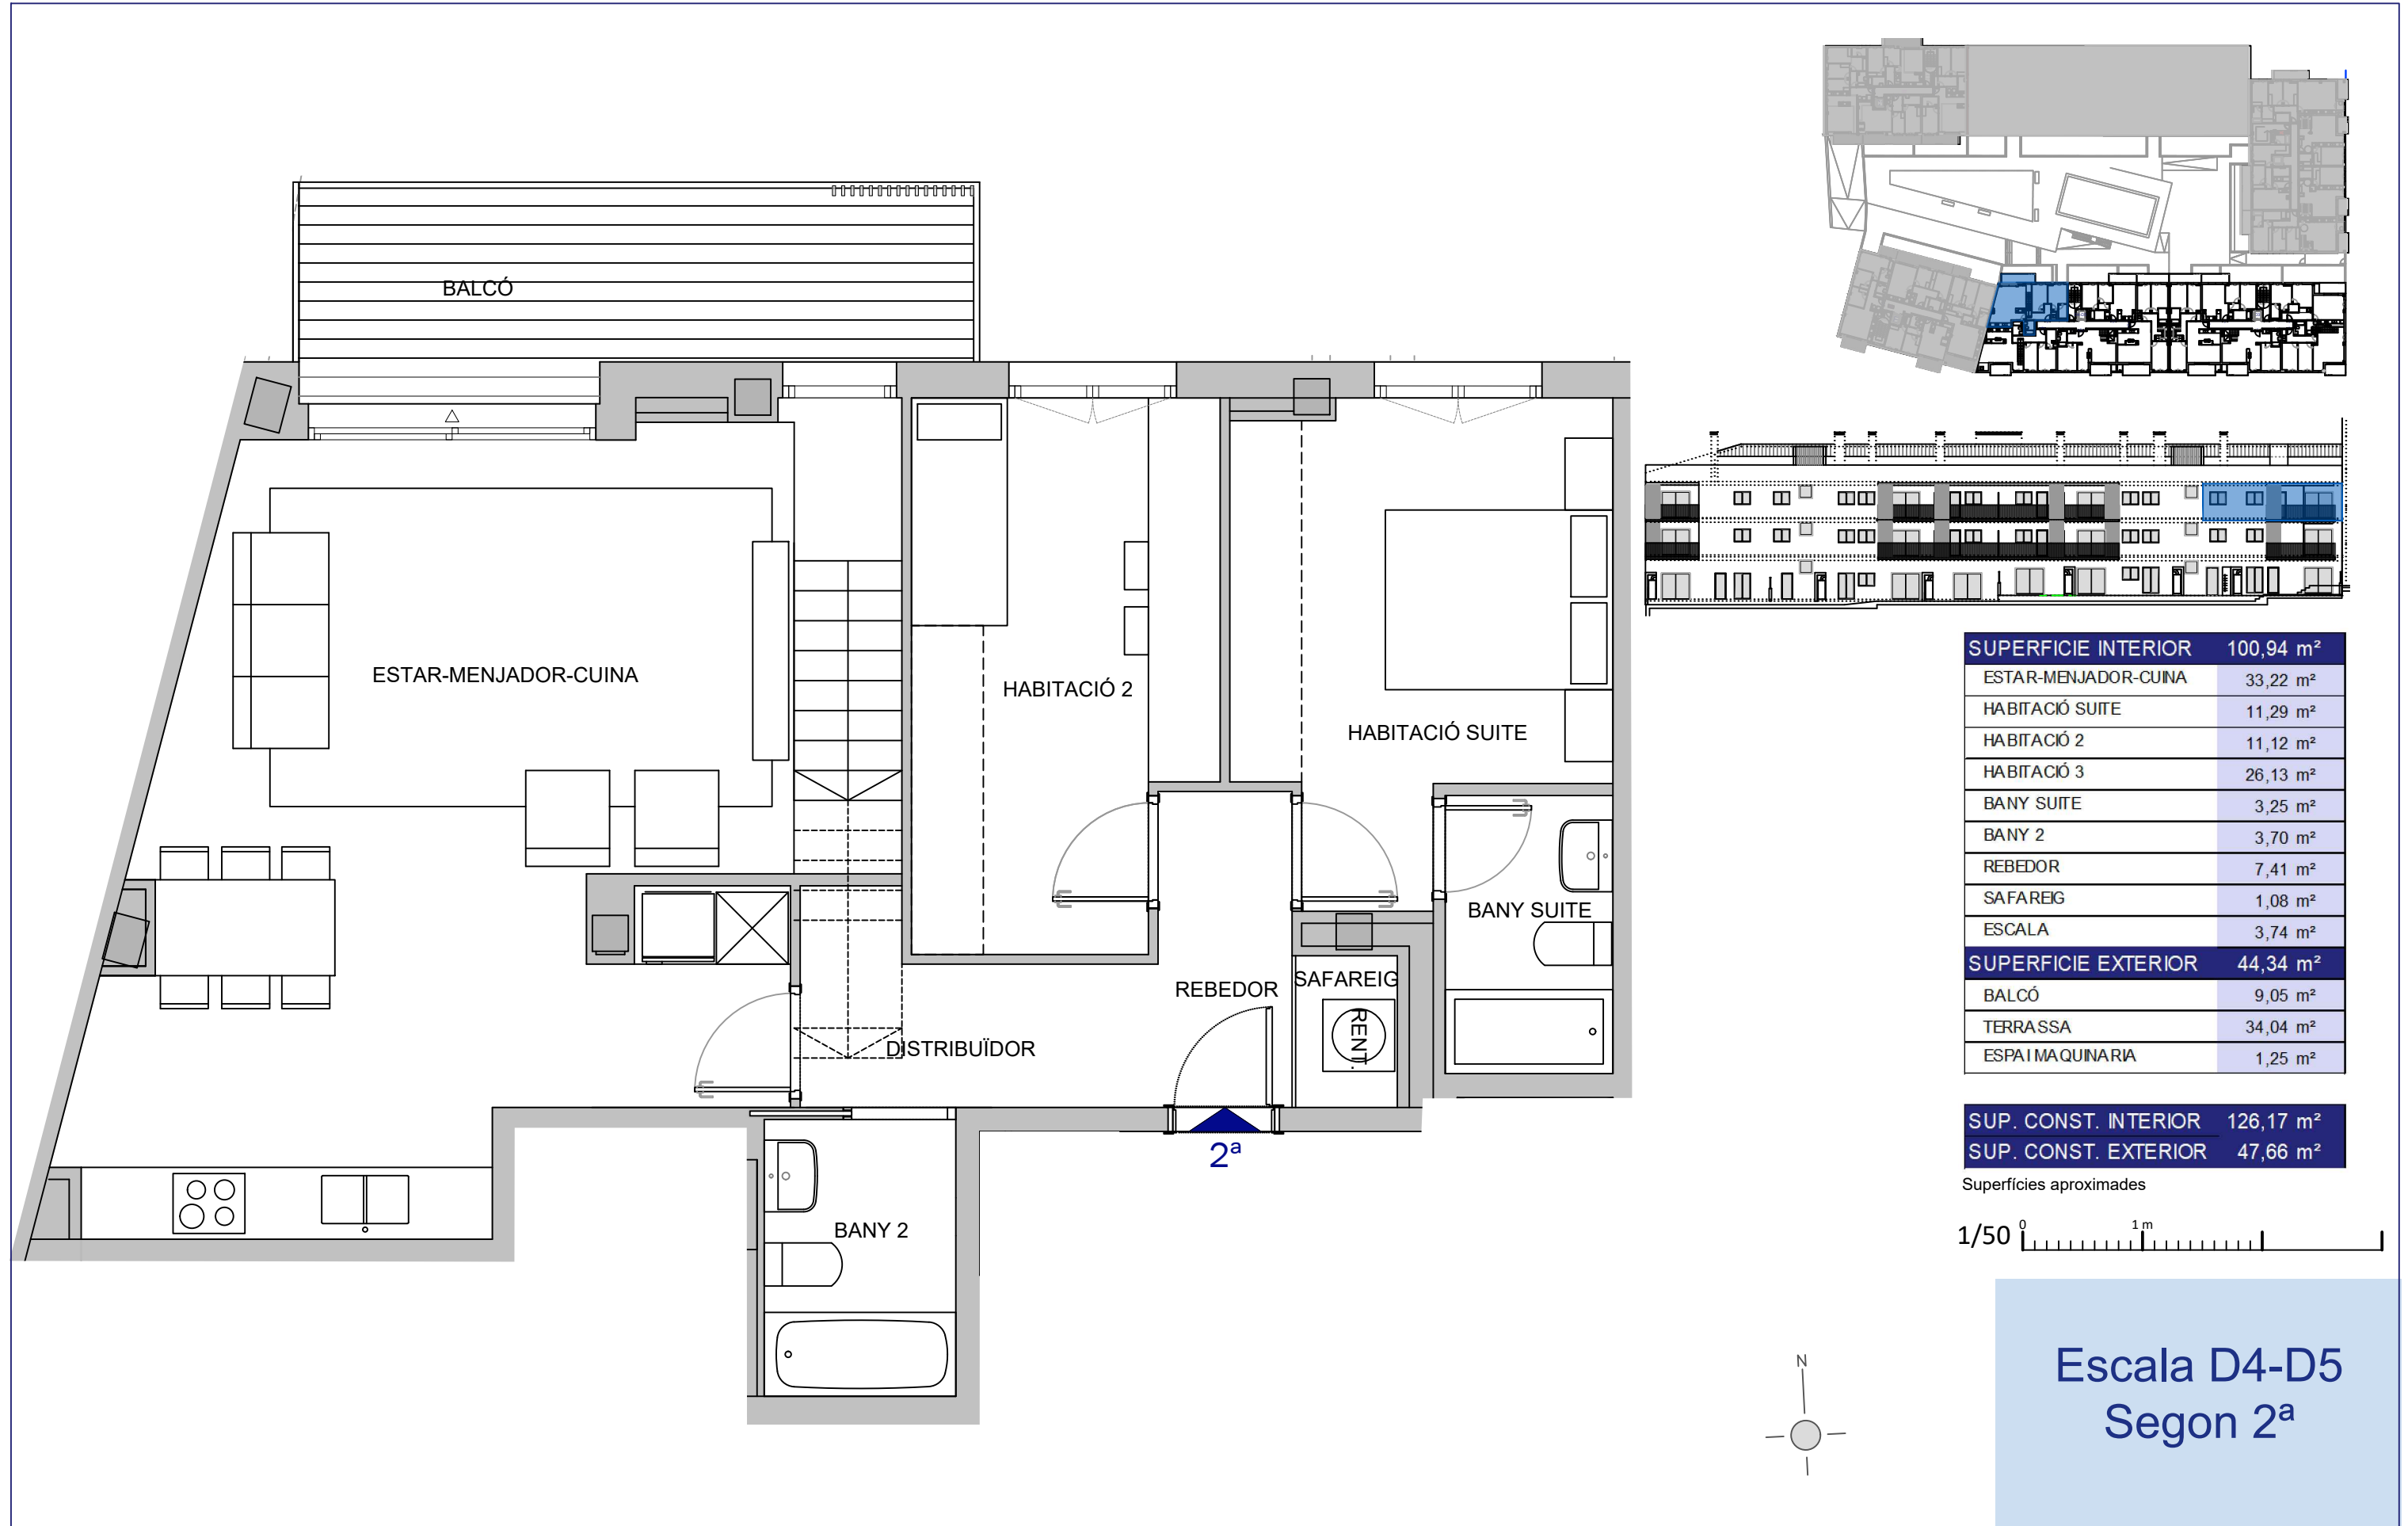 BALCÓ
ESTAR-MENJADOR-CUINA
HABITACIÓ 2
HABITACIÓ SUITE
BANY SUITE
SAFAREIG
REBEDOR
RENT.
DISTRIBUÏDOR
2ª
BANY 2
SUPERFICIE INTERIOR 100,94 m²
ESTAR-MENJADOR-CUINA 33,22 m²
HABITACIÓ SUITE 11,29 m²
HABITACIÓ 2 11,12 m²
HABITACIÓ 3 26,13 m²
BANY SUITE 3,25 m²
BANY 2 3,70 m²
REBEDOR 7,41 m²
SAFAREIG 1,08 m²
ESCALA 3,74 m²
SUPERFICIE EXTERIOR 44,34 m²
BALCÓ 9,05 m²
TERRASSA 34,04 m²
ESPAI MAQUINARIA 1,25 m²
SUP. CONST. INTERIOR 126,17 m²
SUP. CONST. EXTERIOR 47,66 m²
Superfícies aproximades
1/50 0 1 m
N
Escala D4-D5
Segon 2ª